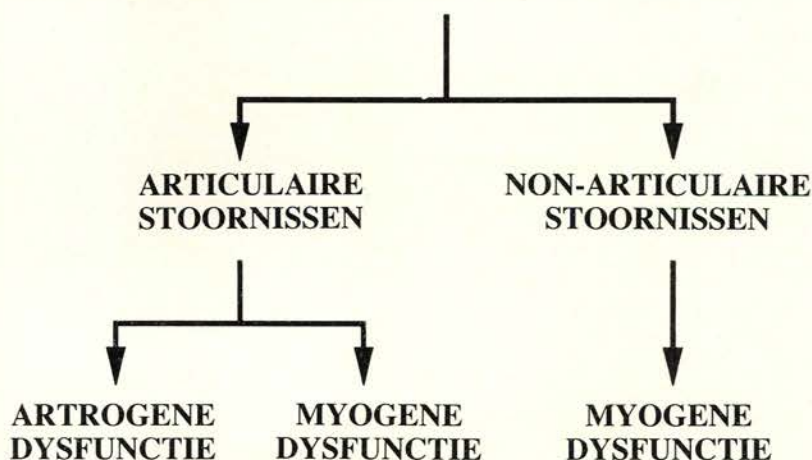 ARTICULAIRE
STOORNISSEN
NON-ARTICULAIRE
STOORNISSEN
ARTROGENE
DYSFUNCTIE
MYOGENE
DYSFUNCTIE
MYOGENE
DYSFUNCTIE